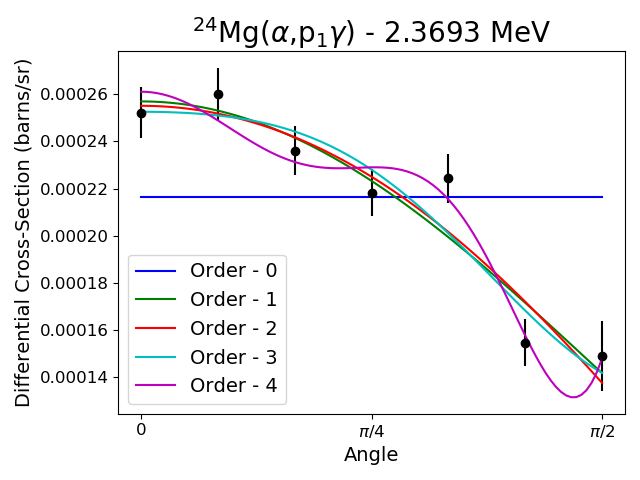 ²⁴Mg(α,p₁γ) - 2.3693 MeV
Differential Cross-Section (barns/sr)
0.00026
0.00024
0.00022
0.00020
0.00018
0.00016
0.00014
Order - 0
Order - 1
Order - 2
Order - 3
Order - 4
0 π/4 π/2
Angle